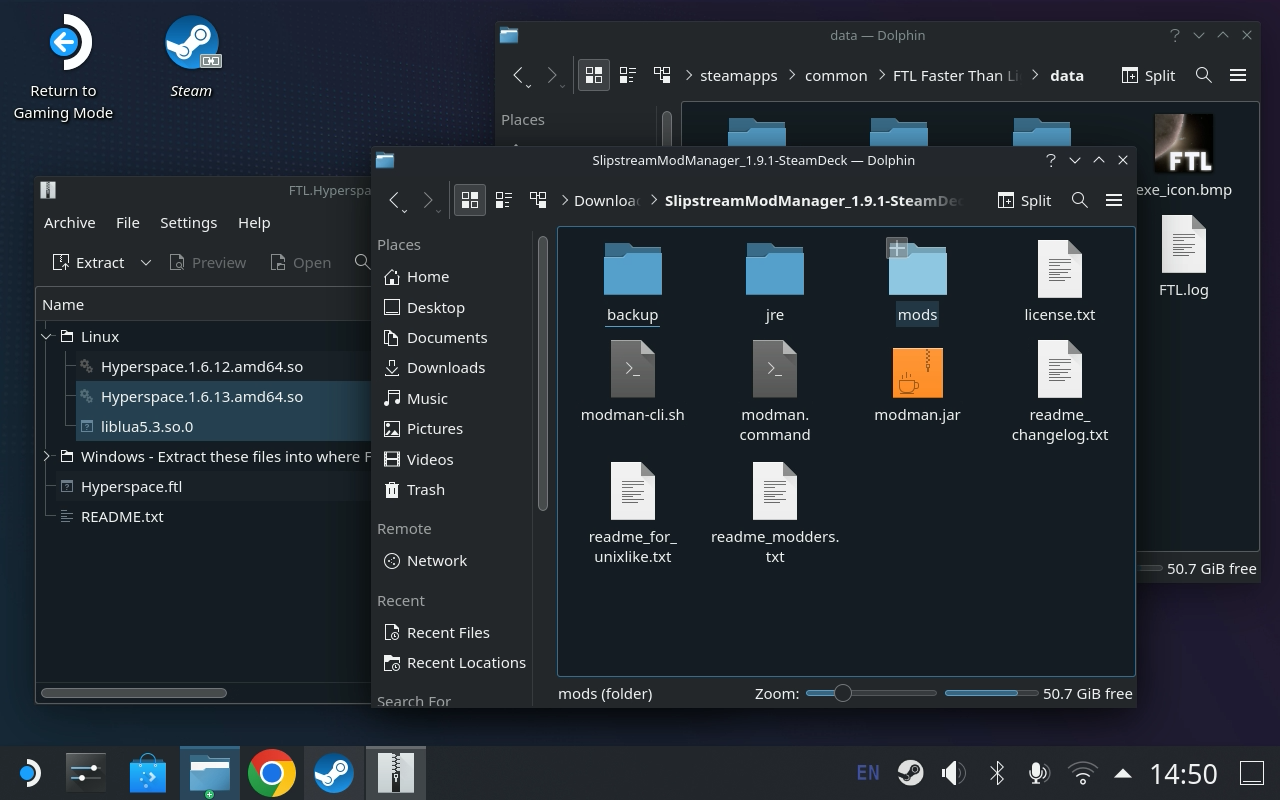 Return to
Gaming Mode
Steam
data — Dolphin
steamapps
common
FTL Faster Than Li
data
Split
Places
FTL
exe_icon.bmp
FTL.log
50.7 GiB free
FTL.Hyperspa
Archive
File
Settings
Help
Extract
Preview
Open
Name
Linux
Hyperspace.1.6.12.amd64.so
Hyperspace.1.6.13.amd64.so
liblua5.3.so.0
Windows - Extract these files into where F
Hyperspace.ftl
README.txt
SlipstreamModManager_1.9.1-SteamDeck — Dolphin
Downloa
SlipstreamModManager_1.9.1-SteamDec
Split
Places
Home
Desktop
Documents
Downloads
Music
Pictures
Videos
Trash
Remote
Network
Recent
Recent Files
Recent Locations
Search For
backup
jre
mods
license.txt
modman-cli.sh
modman.
command
modman.jar
readme_
changelog.txt
readme_for_
unixlike.txt
readme_modders.
txt
mods (folder)
Zoom:
50.7 GiB free
EN
14:50